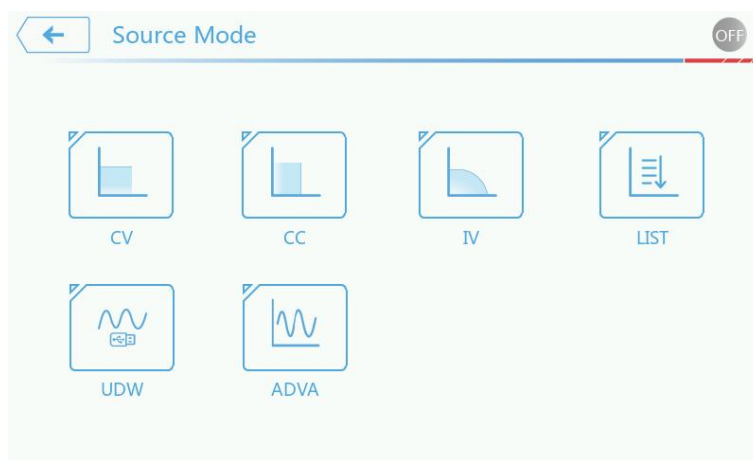 Source Mode
OFF
CV
CC
IV
LIST
UDW
ADVA